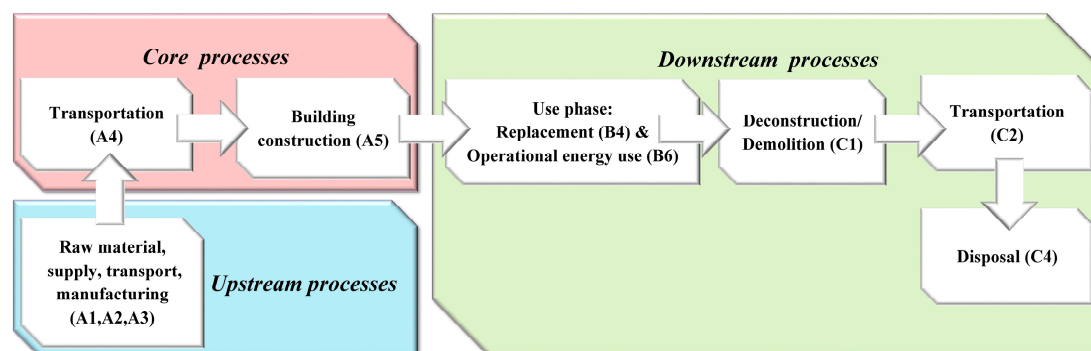 Core processes
Transportation
(A4)
Building
construction (A5)
Upstream processes
Raw material,
supply, transport,
manufacturing
(A1,A2,A3)
Downstream processes
Use phase:
Replacement (B4) &
Operational energy use (B6)
Deconstruction/
Demolition (C1)
Transportation
(C2)
Disposal (C4)